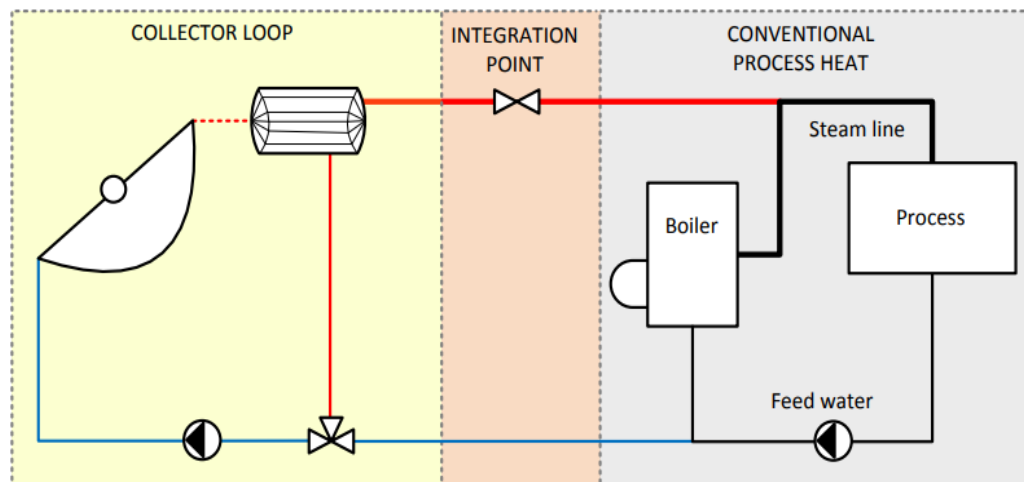 COLLECTOR LOOP
INTEGRATION
POINT
CONVENTIONAL
PROCESS HEAT
Steam line
Boiler
Process
Feed water